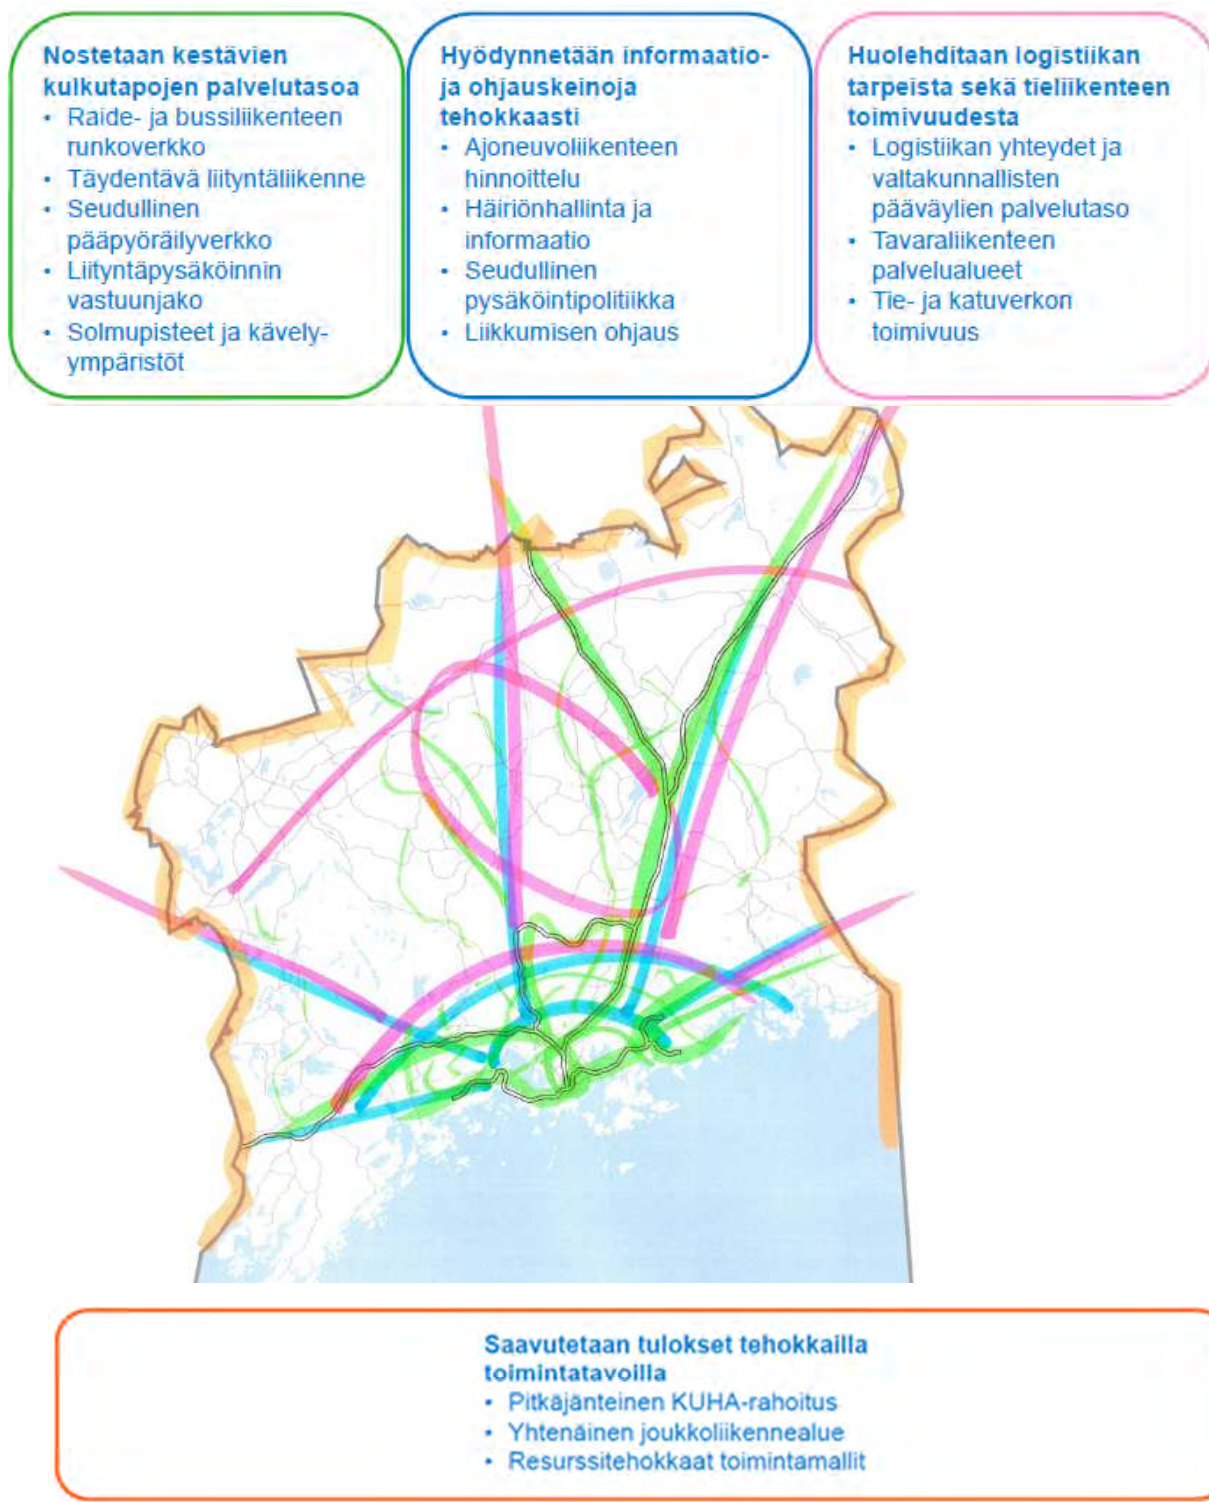 Nostetaan kestävien
kulkutapojen palvelutasoa
• Raide- ja bussiliikenteen
runkoverkko
• Täydentävä liityntäliikenne
• Seudullinen
pääpyöräilyverkko
• Liityntäpysäköinnin
vastuunjako
• Solmupisteet ja kävely-
ympäristöt
Hyödynnetään informaatio-
ja ohjauskeinoja
tehokkaasti
• Ajoneuvoliikenteen
hinnoittelu
• Häiriönhallinta ja
informaatio
• Seudullinen
pysäköintipolitiikka
• Liikkumisen ohjaus
Huolehditaan logistiikan
tarpeista sekä tieliikenteen
toimivuudesta
• Logistiikan yhteydet ja
valtakunnallisten
pääväylien palvelutaso
• Tavaraliikenteen
palvelualueet
• Tie- ja katuverkon
toimivuus
Saavutetaan tulokset tehokkailla
toimintatavoilla
• Pitkäjänteinen KUHA-rahoitus
• Yhtenäinen joukkoliikennealue
• Resurssitehokkaat toimintamallit